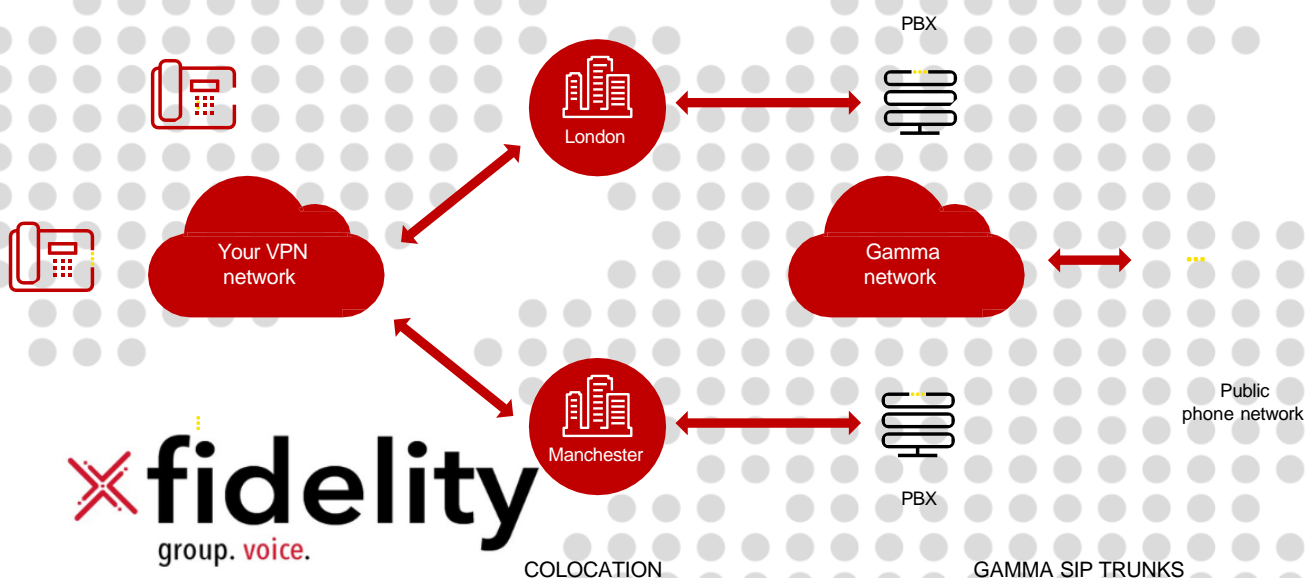 PBX
London
Your VPN
network
Gamma
network
Manchester
Public
phone network
PBX
fidelity
group. voice.
COLOCATION
GAMMA SIP TRUNKS